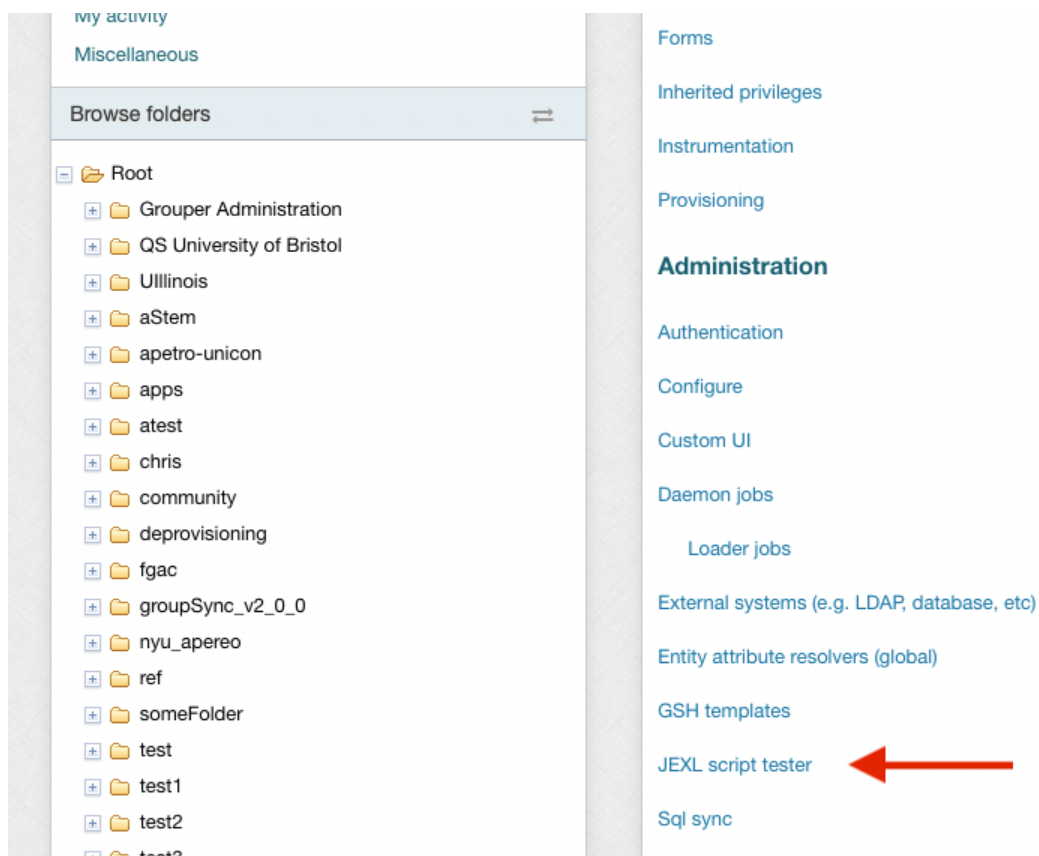 My activity
Miscellaneous
Browse folders
Root
Grouper Administration
QS University of Bristol
UIllinois
aStem
apetro-unicon
apps
atest
chris
community
deprovisioning
fgac
groupSync_v2_0_0
nyu_apereo
ref
someFolder
test
test1
test2
test3
Forms
Inherited privileges
Instrumentation
Provisioning
Administration
Authentication
Configure
Custom UI
Daemon jobs
Loader jobs
External systems (e.g. LDAP, database, etc)
Entity attribute resolvers (global)
GSH templates
JEXL script tester
Sql sync